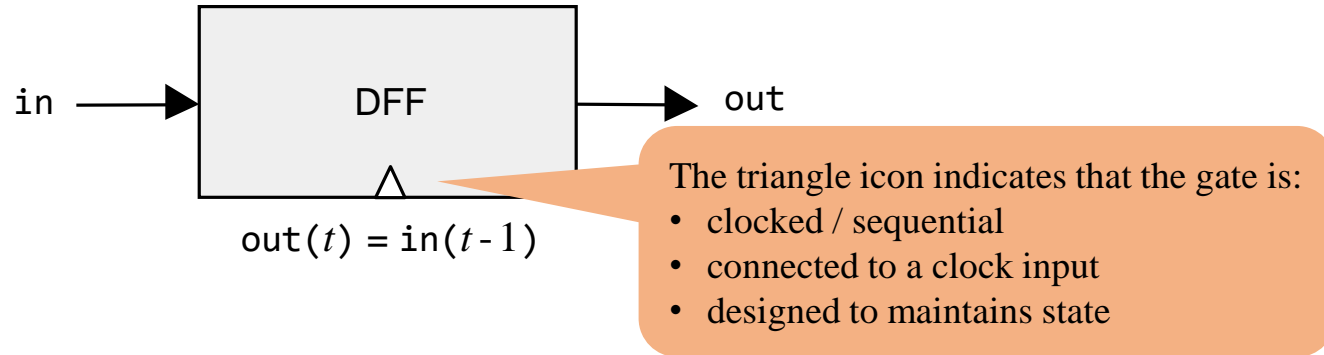 in
DFF
out
out(t) = in(t-1)
The triangle icon indicates that the gate is:
• clocked / sequential
• connected to a clock input
• designed to maintains state